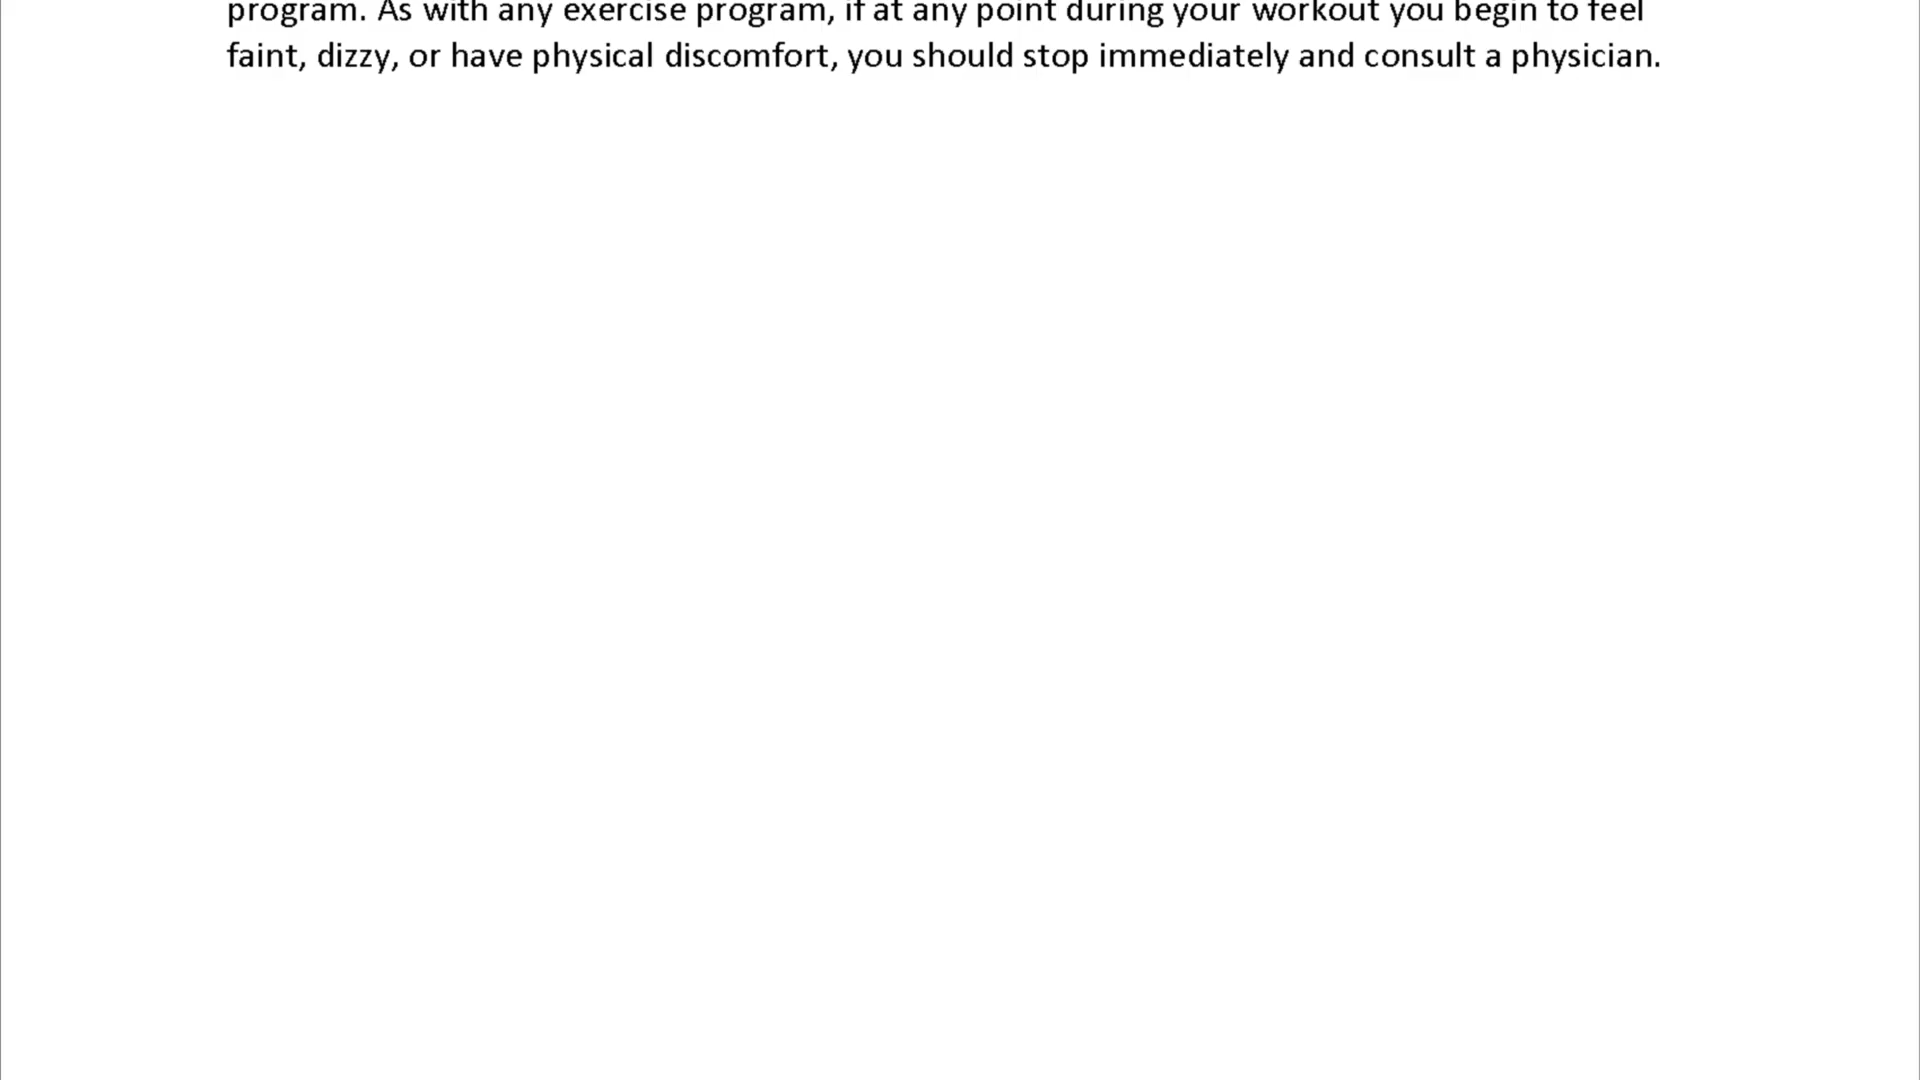 program. As with any exercise program, if at any point during your workout you begin to feel
faint, dizzy, or have physical discomfort, you should stop immediately and consult a physician.